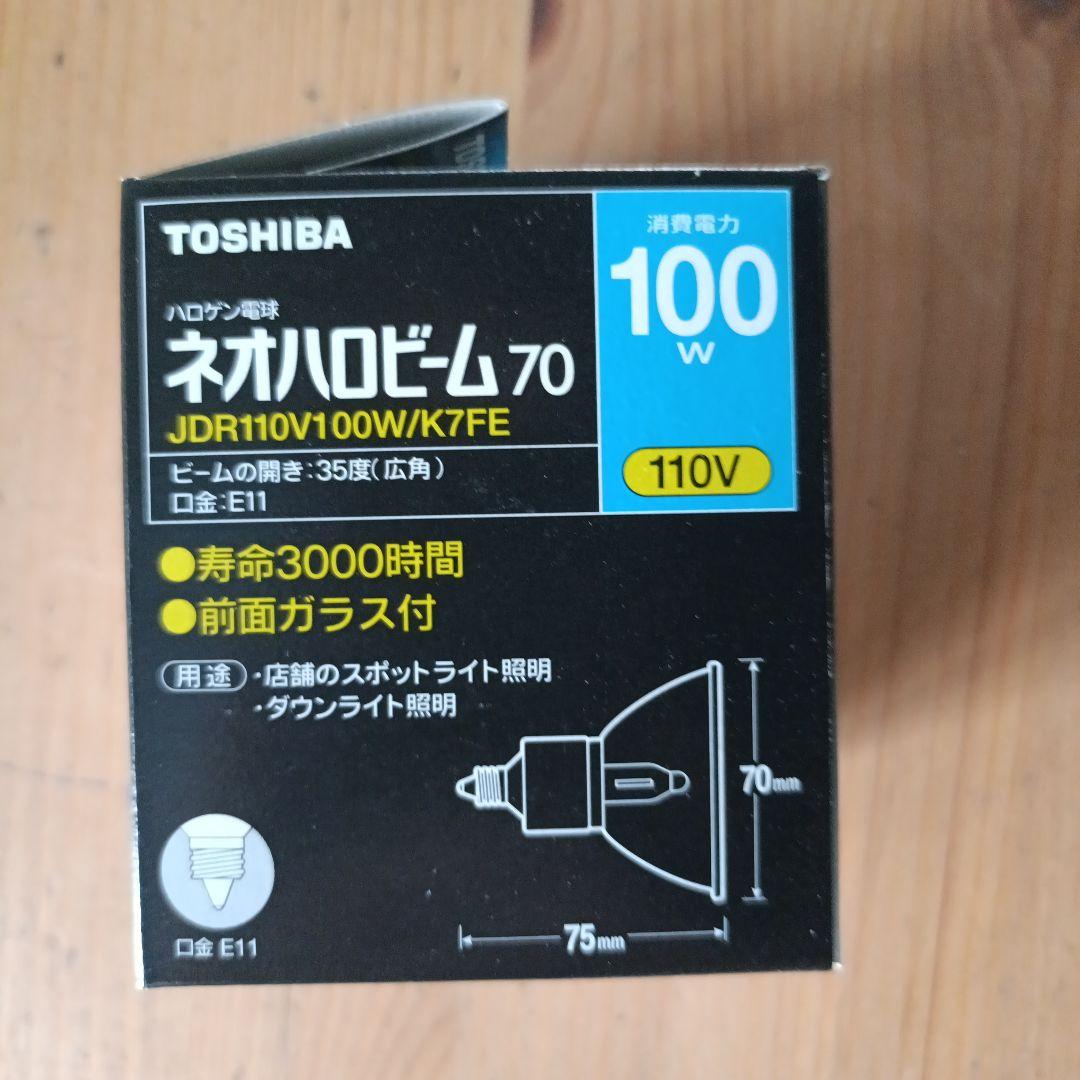 TOSHIBA
ハロゲン電球
ネオハロビーム70
JDR110V100W/K7FE
ビームの開き:35度(広角)
口金:E11
消費電力
100
W
110V
●寿命3000時間
●前面ガラス付
用途 ・店舗のスポットライト照明
・ダウンライト照明
70mm
75mm
口金 E11